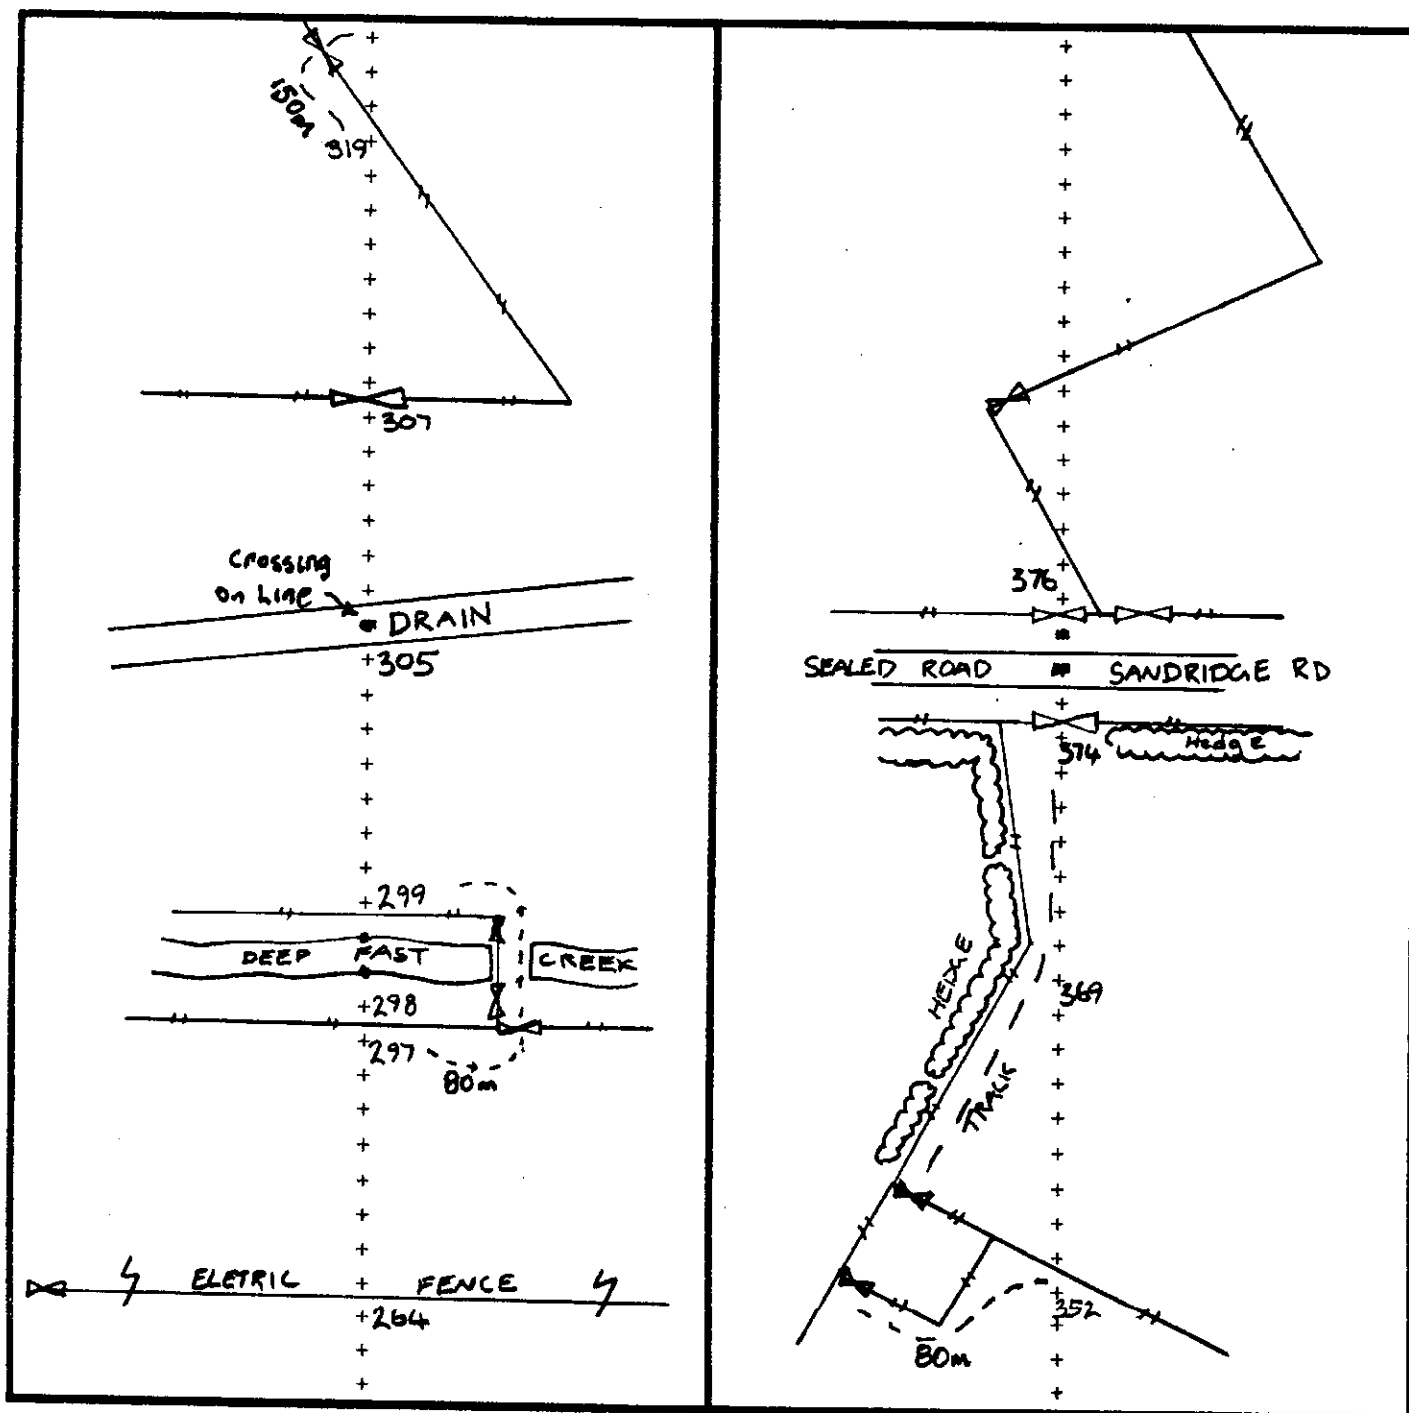 150m
319
307
Crossing
on Line
DRAIN
305
299
DEEP FAST CREEK
298
297
80m
ELETRIC FENCE
264
376
SEALED ROAD SANDRIDGE RD
374
Hedge
HEDGE
369
TRACK
352
80m